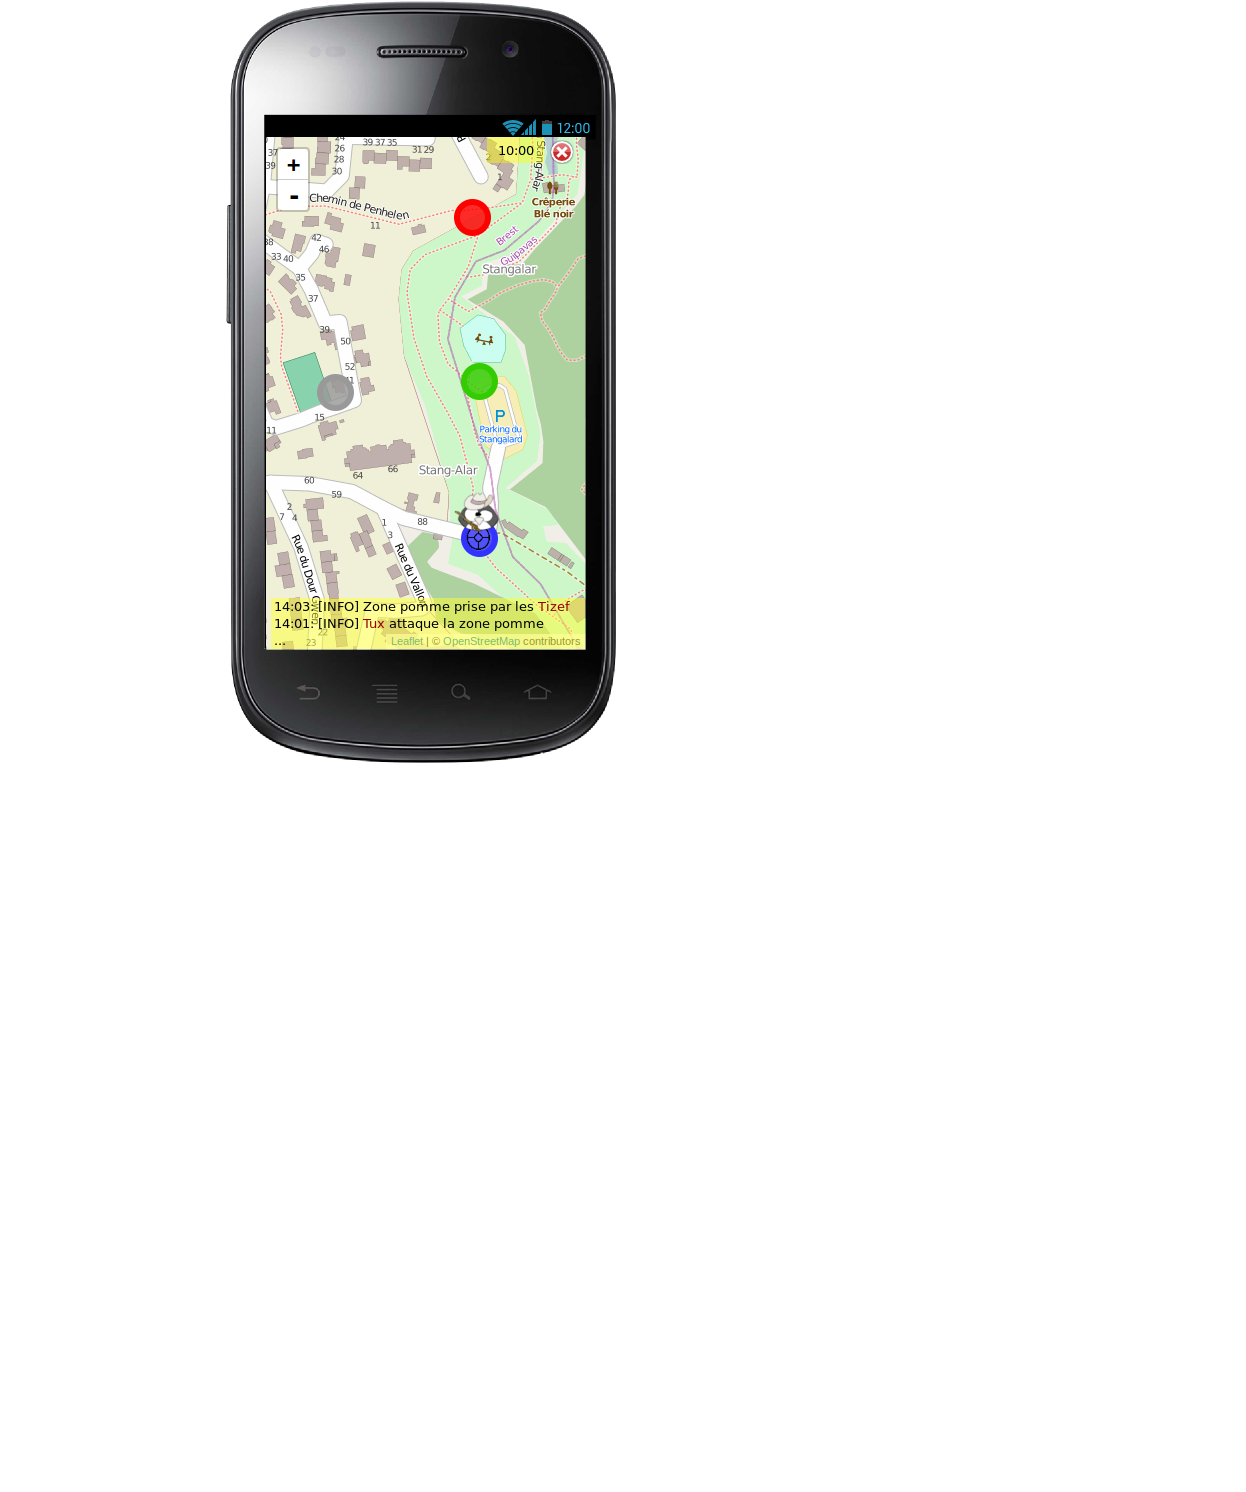 12:00
10:00
+
-
24
26
28
30
39 37 35
31 29
37
39
1
Stang-Alar
Crêperie
Blé noir
Chemin de Penhelen
11
Brest
Guipavas
Stangalar
38
33 40
42
46
35
37
39
50
52
15
11
P
Parking du
Stangalard
Stang-Alar
64
66
60
59
88
2
7 4
1
3
Rue du Dour Gwen
Rue du Vallon
22
23
14:03: [INFO] Zone pomme prise par les Tizef
14:01: [INFO] Tux attaque la zone pomme
...
Leaflet | © OpenStreetMap contributors